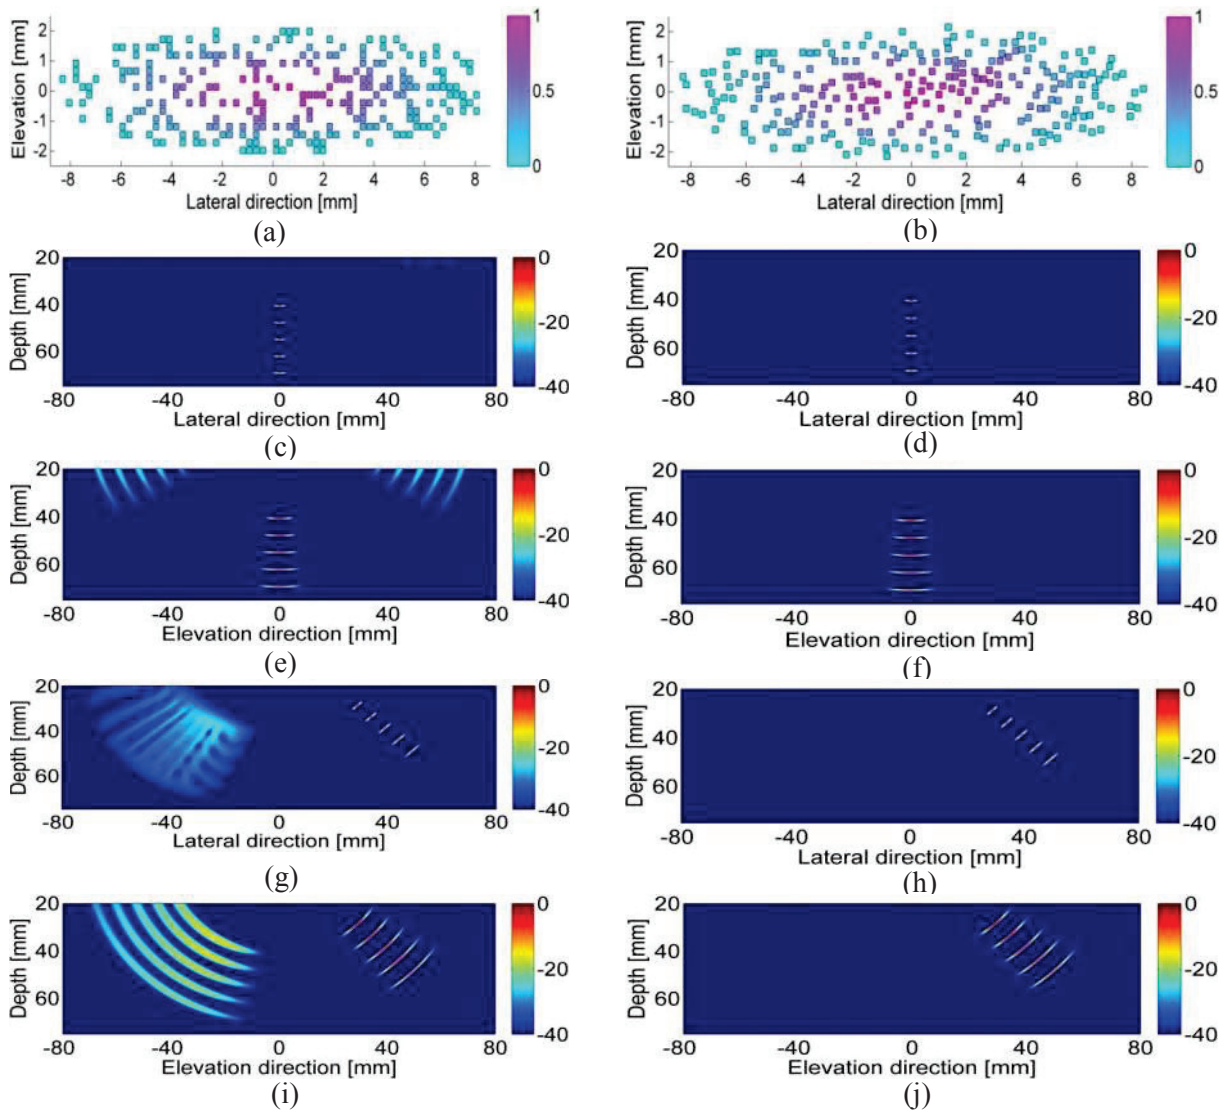 Elevation [mm]
2
1
0
-1
-2
-8 -6 -4 -2 0 2 4 6 8
Lateral direction [mm]
1
0.5
0
(a)
Elevation [mm]
2
1
0
-1
-2
-8 -6 -4 -2 0 2 4 6 8
Lateral direction [mm]
1
0.5
0
(b)
Depth [mm]
20
40
60
-80 -40 0 40 80
Lateral direction [mm]
0
-20
-40
(c)
Depth [mm]
20
40
60
-80 -40 0 40 80
Lateral direction [mm]
0
-20
-40
(d)
Depth [mm]
20
40
60
-80 -40 0 40 80
Elevation direction [mm]
0
-20
-40
(e)
Depth [mm]
20
40
60
-80 -40 0 40 80
Elevation direction [mm]
0
-20
-40
(f)
Depth [mm]
20
40
60
-80 -40 0 40 80
Lateral direction [mm]
0
-20
-40
(g)
Depth [mm]
20
40
60
-80 -40 0 40 80
Lateral direction [mm]
0
-20
-40
(h)
Depth [mm]
20
40
60
-80 -40 0 40 80
Elevation direction [mm]
0
-20
-40
(i)
Depth [mm]
20
40
60
-80 -40 0 40 80
Elevation direction [mm]
0
-20
-40
(j)